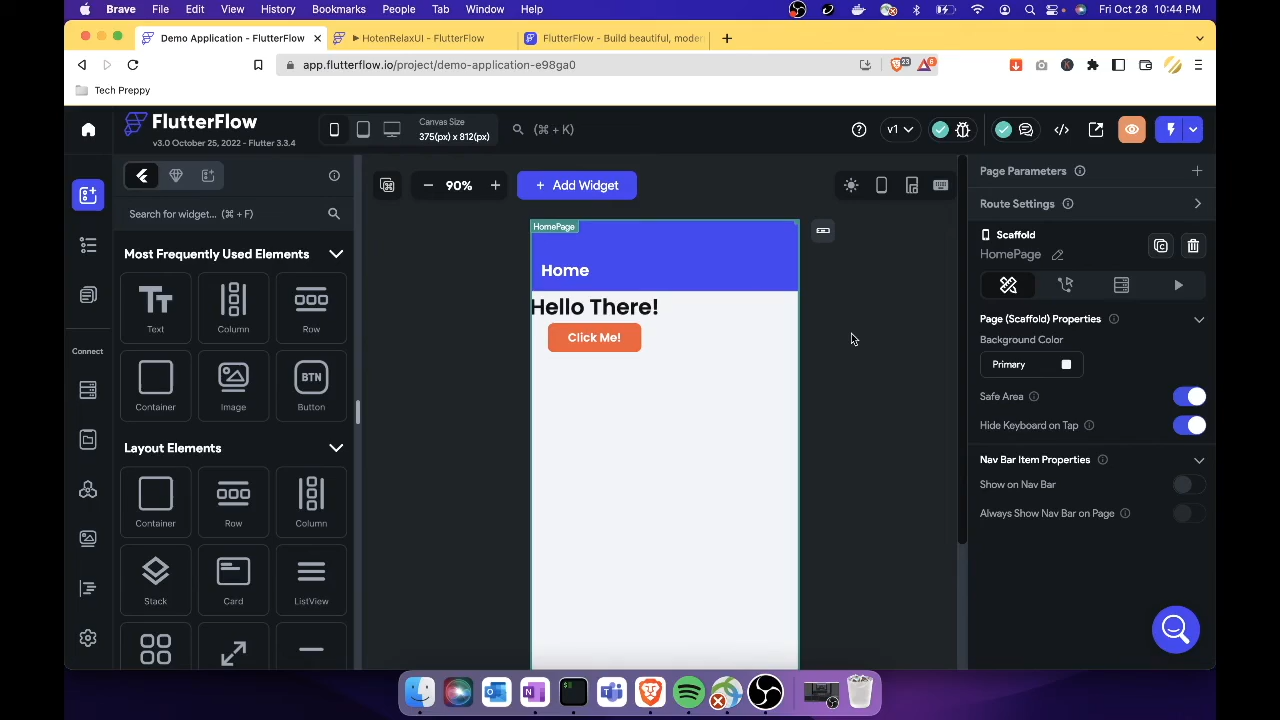 Brave File Edit View History Bookmarks People Tab Window Help Fri Oct 28 10:44 PM
Demo Application - FlutterFlow
HotenRelaxUI - FlutterFlow
FlutterFlow - Build beautiful, moder
app.flutterflow.io/project/demo-application-e98ga0
23
6
Tech Preppy
FlutterFlow
v3.0 October 25, 2022 - Flutter 3.3.4
Canvas Size
375(px) x 812(px)
(⌘ + K)
v1
Search for widget... (⌘ + F)
90%
+ Add Widget
Page Parameters
Route Settings
Scaffold
HomePage
Most Frequently Used Elements
Text
Column
Row
Container
Image
BTN
Button
Layout Elements
Container
Row
Column
Stack
Card
ListView
Connect
HomePage
Home
Hello There!
Click Me!
Page (Scaffold) Properties
Background Color
Primary
Safe Area
Hide Keyboard on Tap
Nav Bar Item Properties
Show on Nav Bar
Always Show Nav Bar on Page